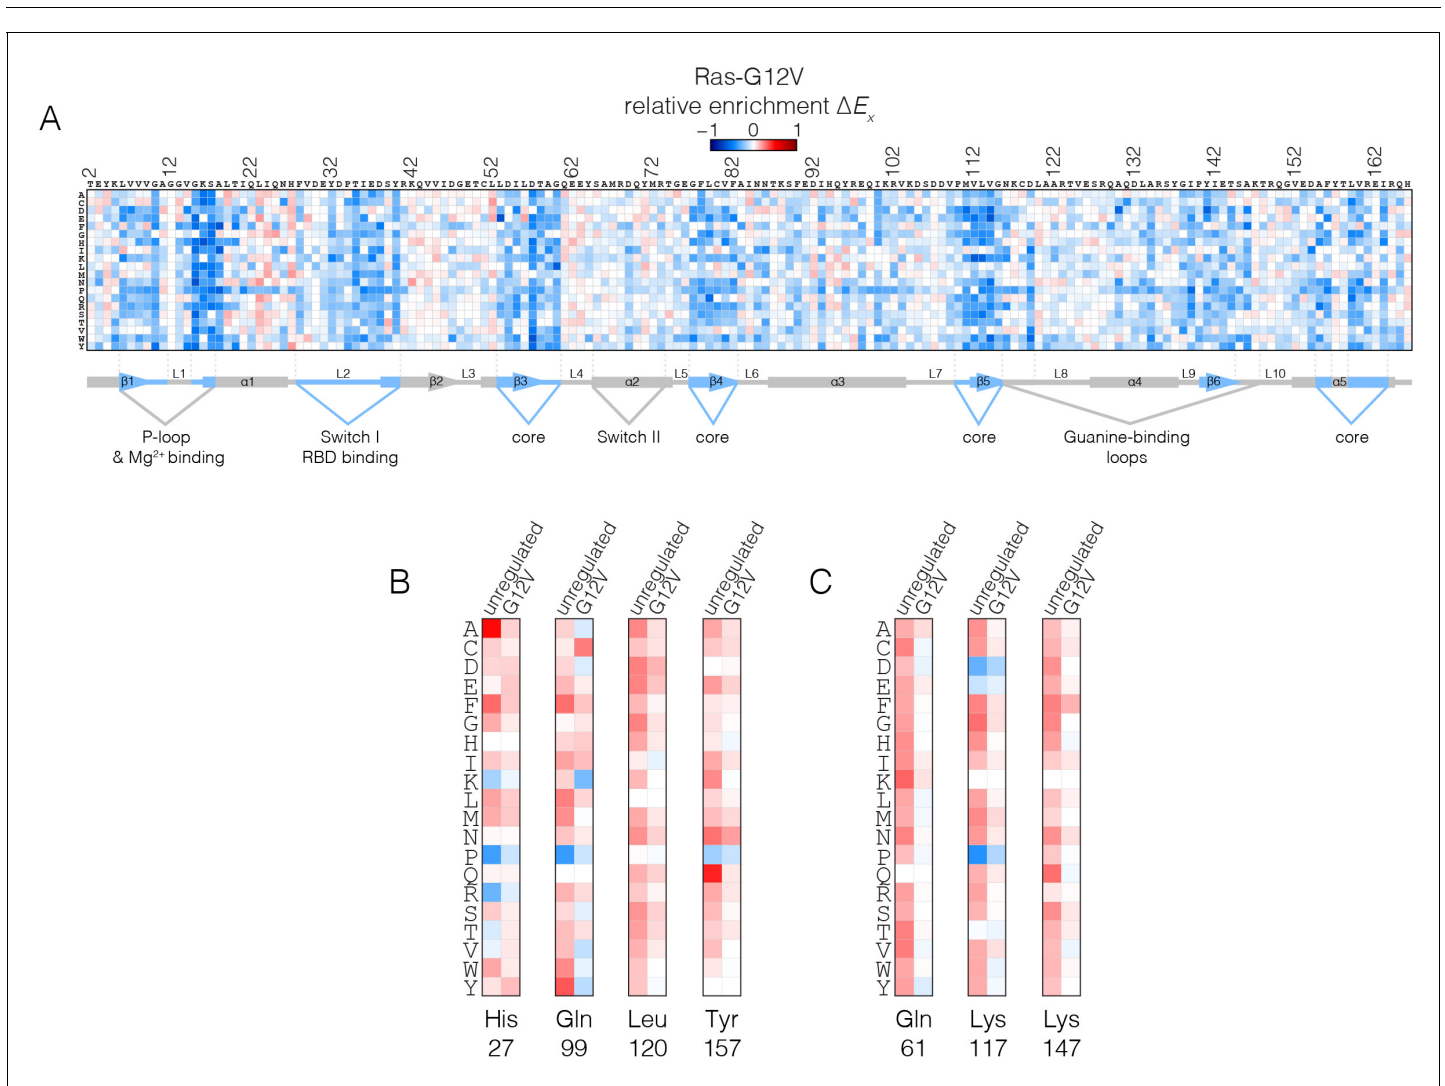 Ras-G12V
relative enrichment ΔEx
A
−1 0 1
2 12 22 32 42 52 62 72 82 92 102 112 122 132 142 152 162
TEYKLVVVGAGGVGKSALTIQLIQNHFVDEYDPTIEDSYRKQVVIDGETCLLDILDTAGQEEYSAMRDQYMRTGEGFLCVFAINNTKSFEDIHQYREQIKRVKDSDDVPMVLVGNKCDLAARTVESRQAQDLARSYGIPYIETSAKTRQGVEDAFYTLVREIRQH
A
C
D
E
F
G
H
I
K
L
M
N
P
Q
R
S
T
V
W
Y
β1 L1 α1 L2 β2 L3 β3 L4 α2 L5 β4 L6 α3 L7 β5 L8 α4 L9 β6 L10 α5
P-loop
& Mg2+ binding
Switch I
RBD binding
core
Switch II
core
core
Guanine-binding
loops
core
B
unregulated G12V unregulated G12V unregulated G12V unregulated G12V
A
C
D
E
F
G
H
I
K
L
M
N
P
Q
R
S
T
V
W
Y
His Gln Leu Tyr
27 99 120 157
C
unregulated G12V unregulated G12V unregulated G12V
A
C
D
E
F
G
H
I
K
L
M
N
P
Q
R
S
T
V
W
Y
Gln Lys Lys
61 117 147